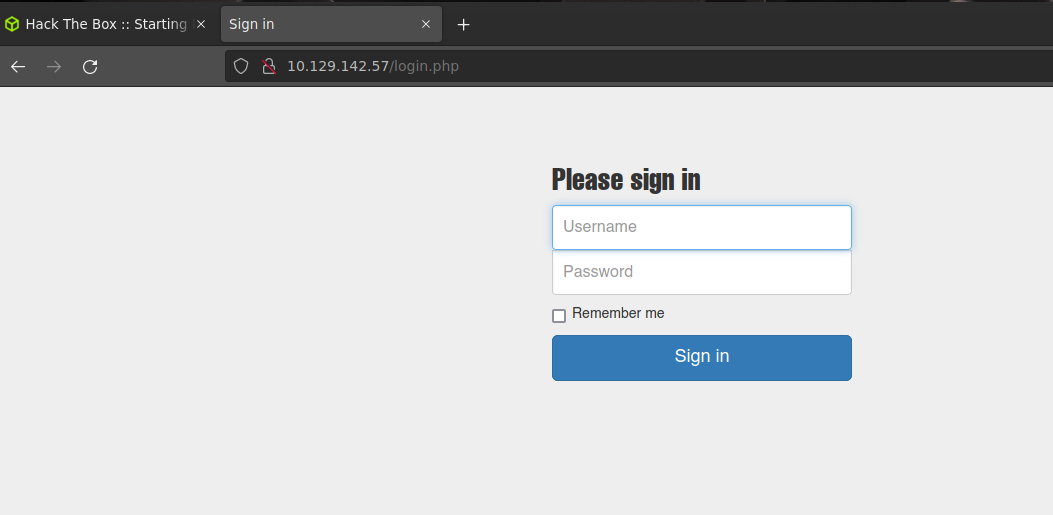 Hack The Box :: Starting
Sign in
10.129.142.57/login.php
Please sign in
Username
Password
Remember me
Sign in